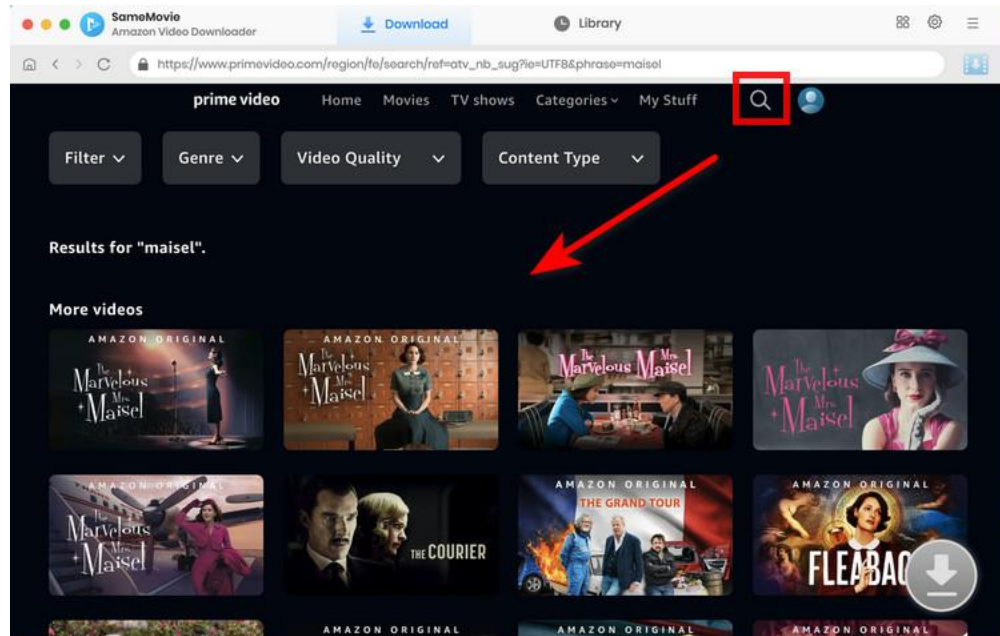 SameMovie
Amazon Video Downloader
Download
Library
https://www.primevideo.com/region/fe/search/ref=atv_nb_sug?ie=UTF8&phrase=maisel
prime video Home Movies TV shows Categories My Stuff
Filter Genre Video Quality Content Type
Results for "maisel".
More videos
AMAZON ORIGINAL
The
Marvelous
Mrs.
Maisel
AMAZON ORIGINAL
The
Marvelous
Mrs.
Maisel
The Mrs.
Marvelous Maisel
The
Marvelous
Mrs.
Maisel
AMAZON ORIGINAL
The
Marvelous
Mrs.
Maisel
THE COURIER
AMAZON ORIGINAL
THE GRAND TOUR
AMAZON ORIGINAL
FLEABAG
AMAZON ORIGINAL
AMAZON ORIGINAL
AMAZON ORIGINAL